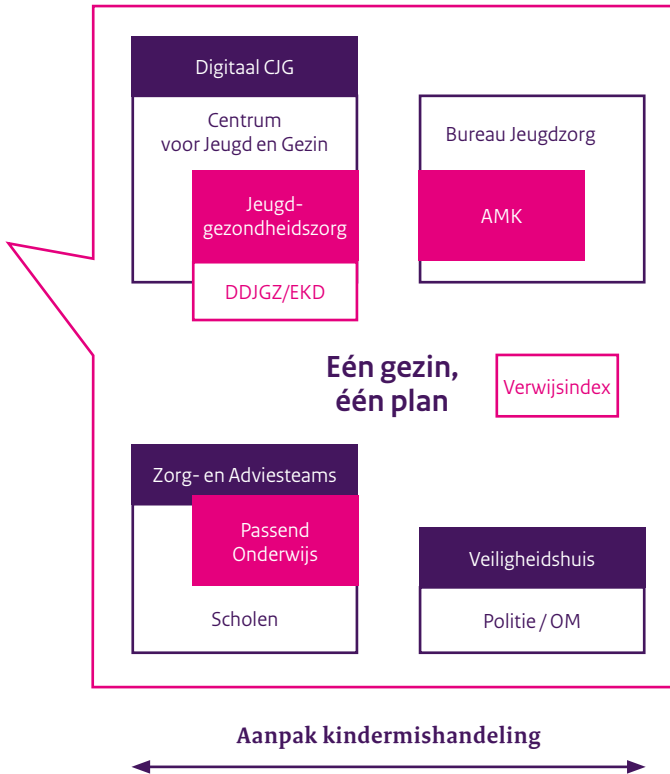 Digitaal CJG
Centrum
voor Jeugd en Gezin
Jeugd-
gezondheidszorg
DDJGZ/EKD
Bureau Jeugdzorg
AMK
Eén gezin,
één plan
Verwijsindex
Zorg- en Adviesteams
Passend
Onderwijs
Scholen
Veiligheidshuis
Politie / OM
Aanpak kindermishandeling